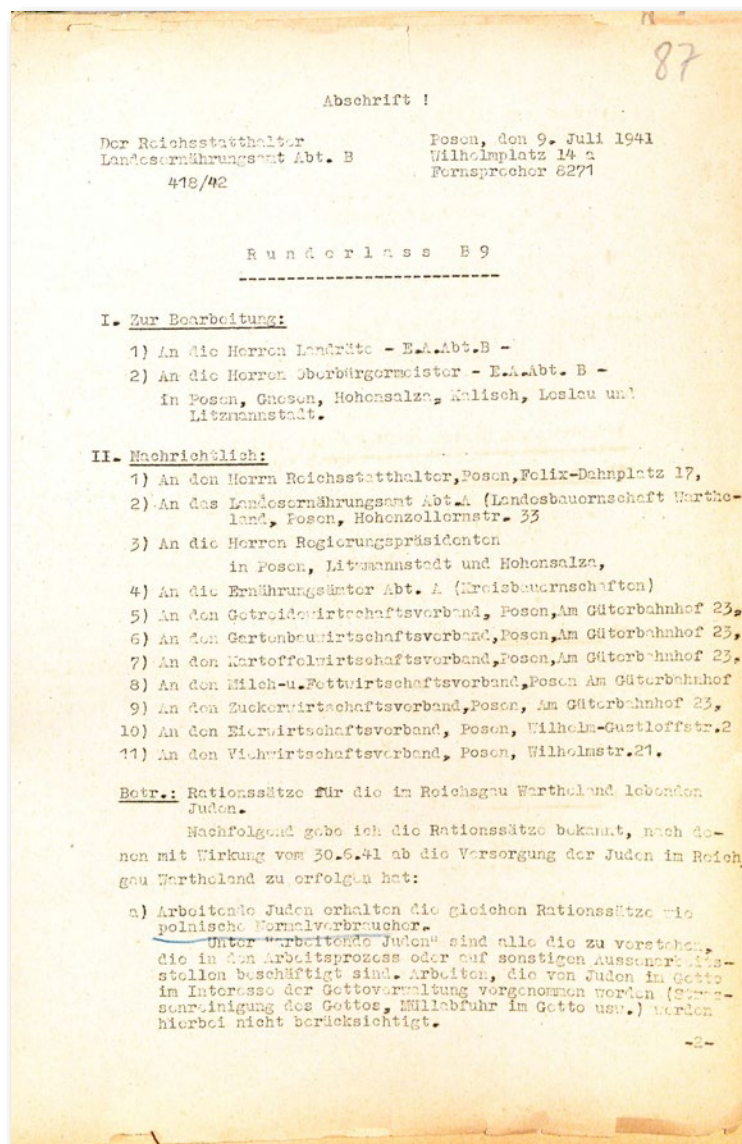 87
Abschrift !
Der Reichsstatthalter
Landesernährungsamt Abt. B
418/42
Posen, den 9. Juli 1941
Wilhelmplatz 14 a
Fernsprecher 8271
Runderlass B 9
I. Zur Bearbeitung:
1) An die Herren Landräte - E.A.Abt.B -
2) An die Herren Oberbürgermeister - E.A.Abt. B -
in Posen, Gnesen, Hohensalza, Kalisch, Leslau und
Litzmannstadt.
II. Nachrichtlich:
1) An den Herrn Reichsstatthalter,Posen,Felix-Dahnplatz 17,
2) An das Landesernährungsamt Abt.A (Landesbauernschaft Warthe-
land, Posen, Hohenzollernstr. 33
3) An die Herren Regierungspräsidenten
in Posen, Litzmannstadt und Hohensalza,
4) An die Ernährungsämter Abt. A (Kreisbauernschaften)
5) An den Getreidewirtschaftsverband, Posen,Am Güterbahnhof 23,
6) An den Gartenbauwirtschaftsverband,Posen,Am Güterbahnhof 23,
7) An den Kartoffelwirtschaftsverband,Posen,Am Güterbahnhof 23,
8) An den Milch-u.Fettwirtschaftsverband,Posen Am Güterbahnhof
9) An den Zuckerwirtschaftsverband,Posen, Am Güterbahnhof 23,
10) An den Eierwirtschaftsverband, Posen, Wilhelm-Gustloffstr.2
11) An den Viehwirtschaftsverband, Posen, Wilhelmstr.21.
Betr.: Rationssätze für die im Reichsgau Wartheland lebenden
Juden.
Nachfolgend gebe ich die Rationssätze bekannt, nach de-
nen mit Wirkung vom 30.6.41 ab die Versorgung der Juden im Reich
gau Wartheland zu erfolgen hat:
a) Arbeitende Juden erhalten die gleichen Rationssätze wie
polnische Normalverbraucher.
Unter "arbeitende Juden" sind alle die zu verstehen,
die in den Arbeitsprozess oder auf sonstigen Aussenarbeits-
stellen beschäftigt sind. Arbeiten, die von Juden im Getto
im Interesse der Gettoverwaltung vorgenommen werden (Stras-
senreinigung des Gettos, Müllabfuhr im Getto usw.) werden
hierbei nicht berücksichtigt.
-2-